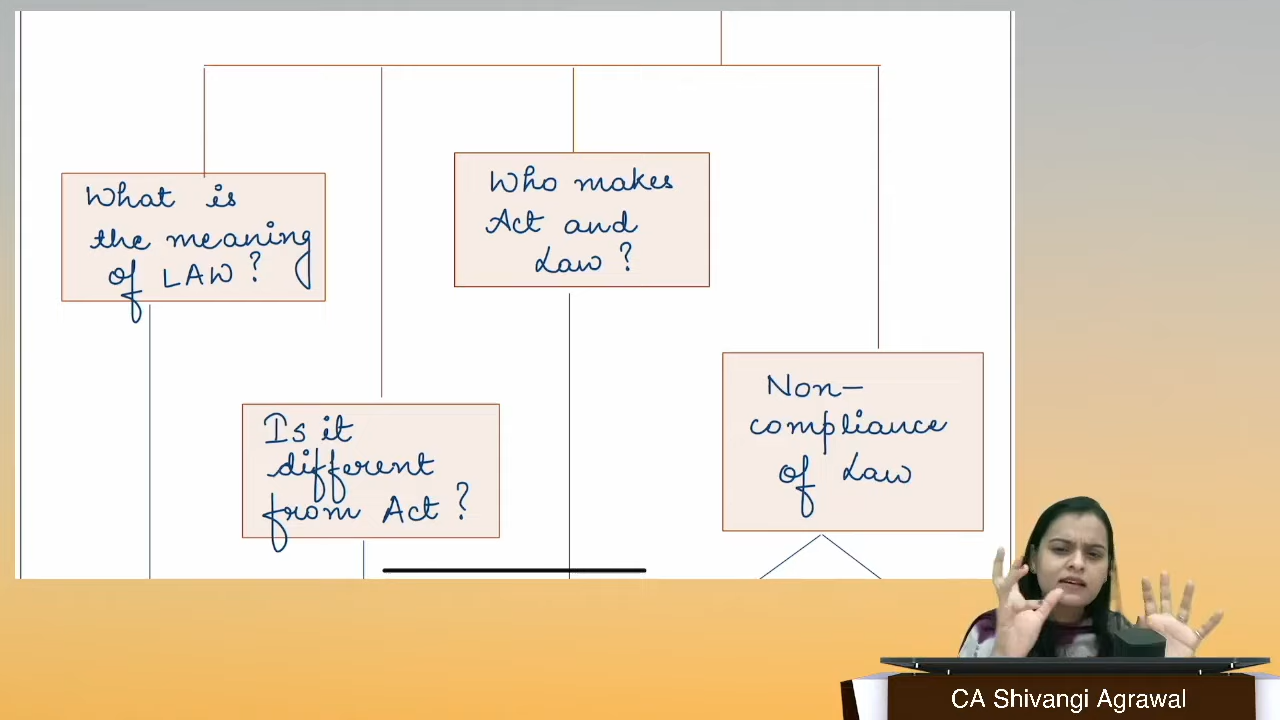 What is
the meaning
of LAW?
Is it
different
from Act?
Who makes
Act and
Law?
Non-
compliance
of Law
CA Shivangi Agrawal